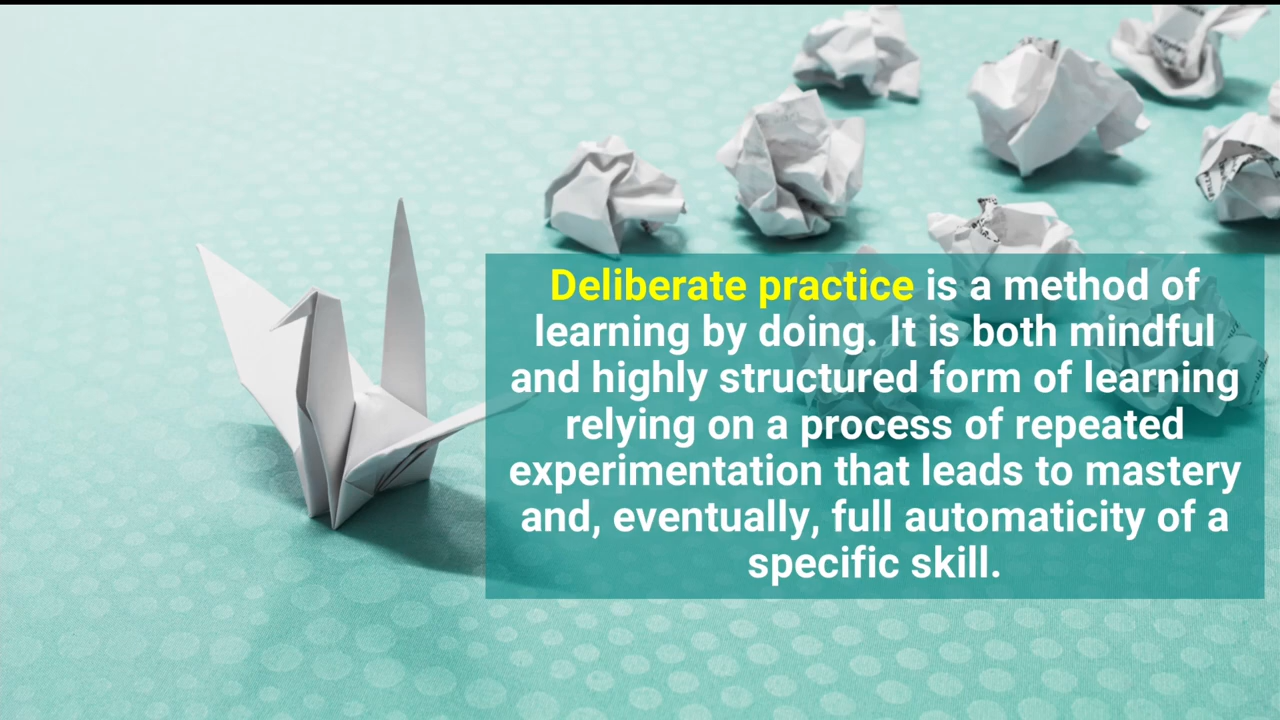 Deliberate practice is a method of
learning by doing. It is both mindful
and highly structured form of learning
relying on a process of repeated
experimentation that leads to mastery
and, eventually, full automaticity of a
specific skill.